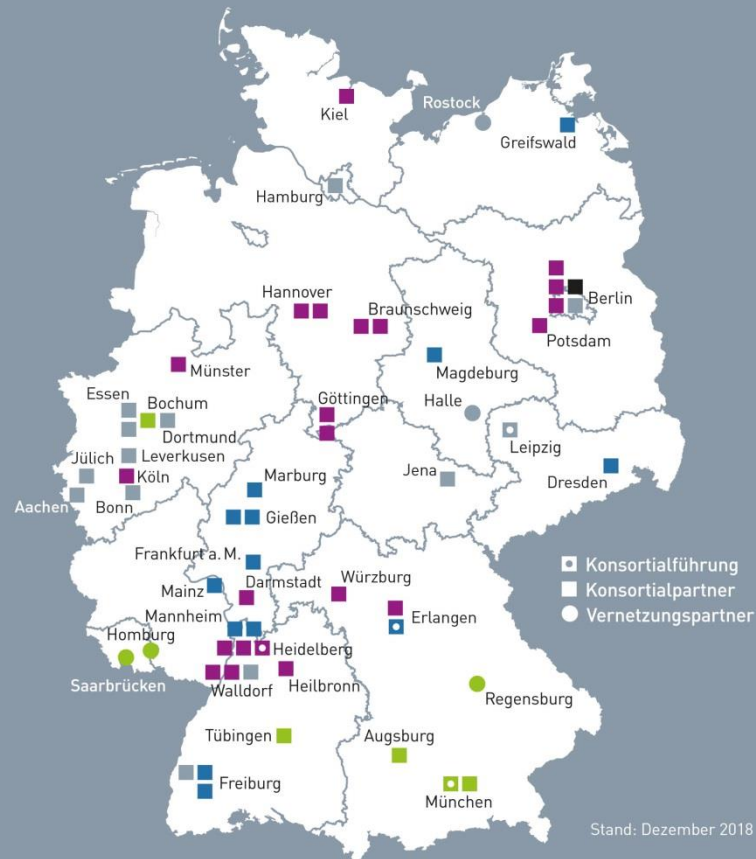 Kiel
Rostock
Greifswald
Hamburg
Hannover
Braunschweig
Berlin
Potsdam
Münster
Magdeburg
Essen
Bochum
Göttingen
Halle
Dortmund
Leipzig
Jülich
Leverkusen
Marburg
Jena
Köln
Dresden
Aachen
Bonn
Gießen
Frankfurt a. M.
Konsortialführung
Mainz
Darmstadt
Würzburg
Konsortialpartner
Mannheim
Erlangen
Vernetzungspartner
Homburg
Heidelberg
Saarbrücken
Walldorf
Heilbronn
Regensburg
Tübingen
Augsburg
Freiburg
München
Stand: Dezember 2018